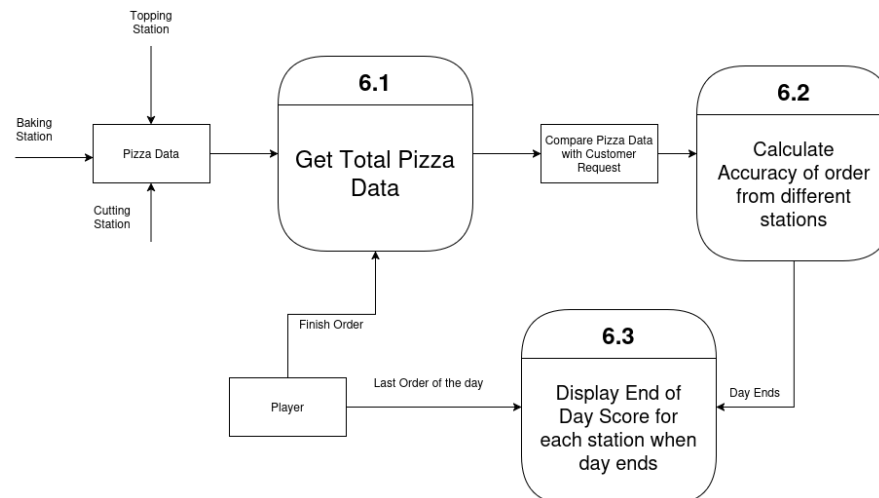 Topping
Station
6.1
6.2
Baking
Station
Pizza Data
Get Total Pizza
Data
Compare Pizza Data
with Customer
Request
Calculate
Accuracy of order
from different
stations
Cutting
Station
Finish Order
6.3
Player
Last Order of the day
Display End of
Day Score for
each station when
day ends
Day Ends